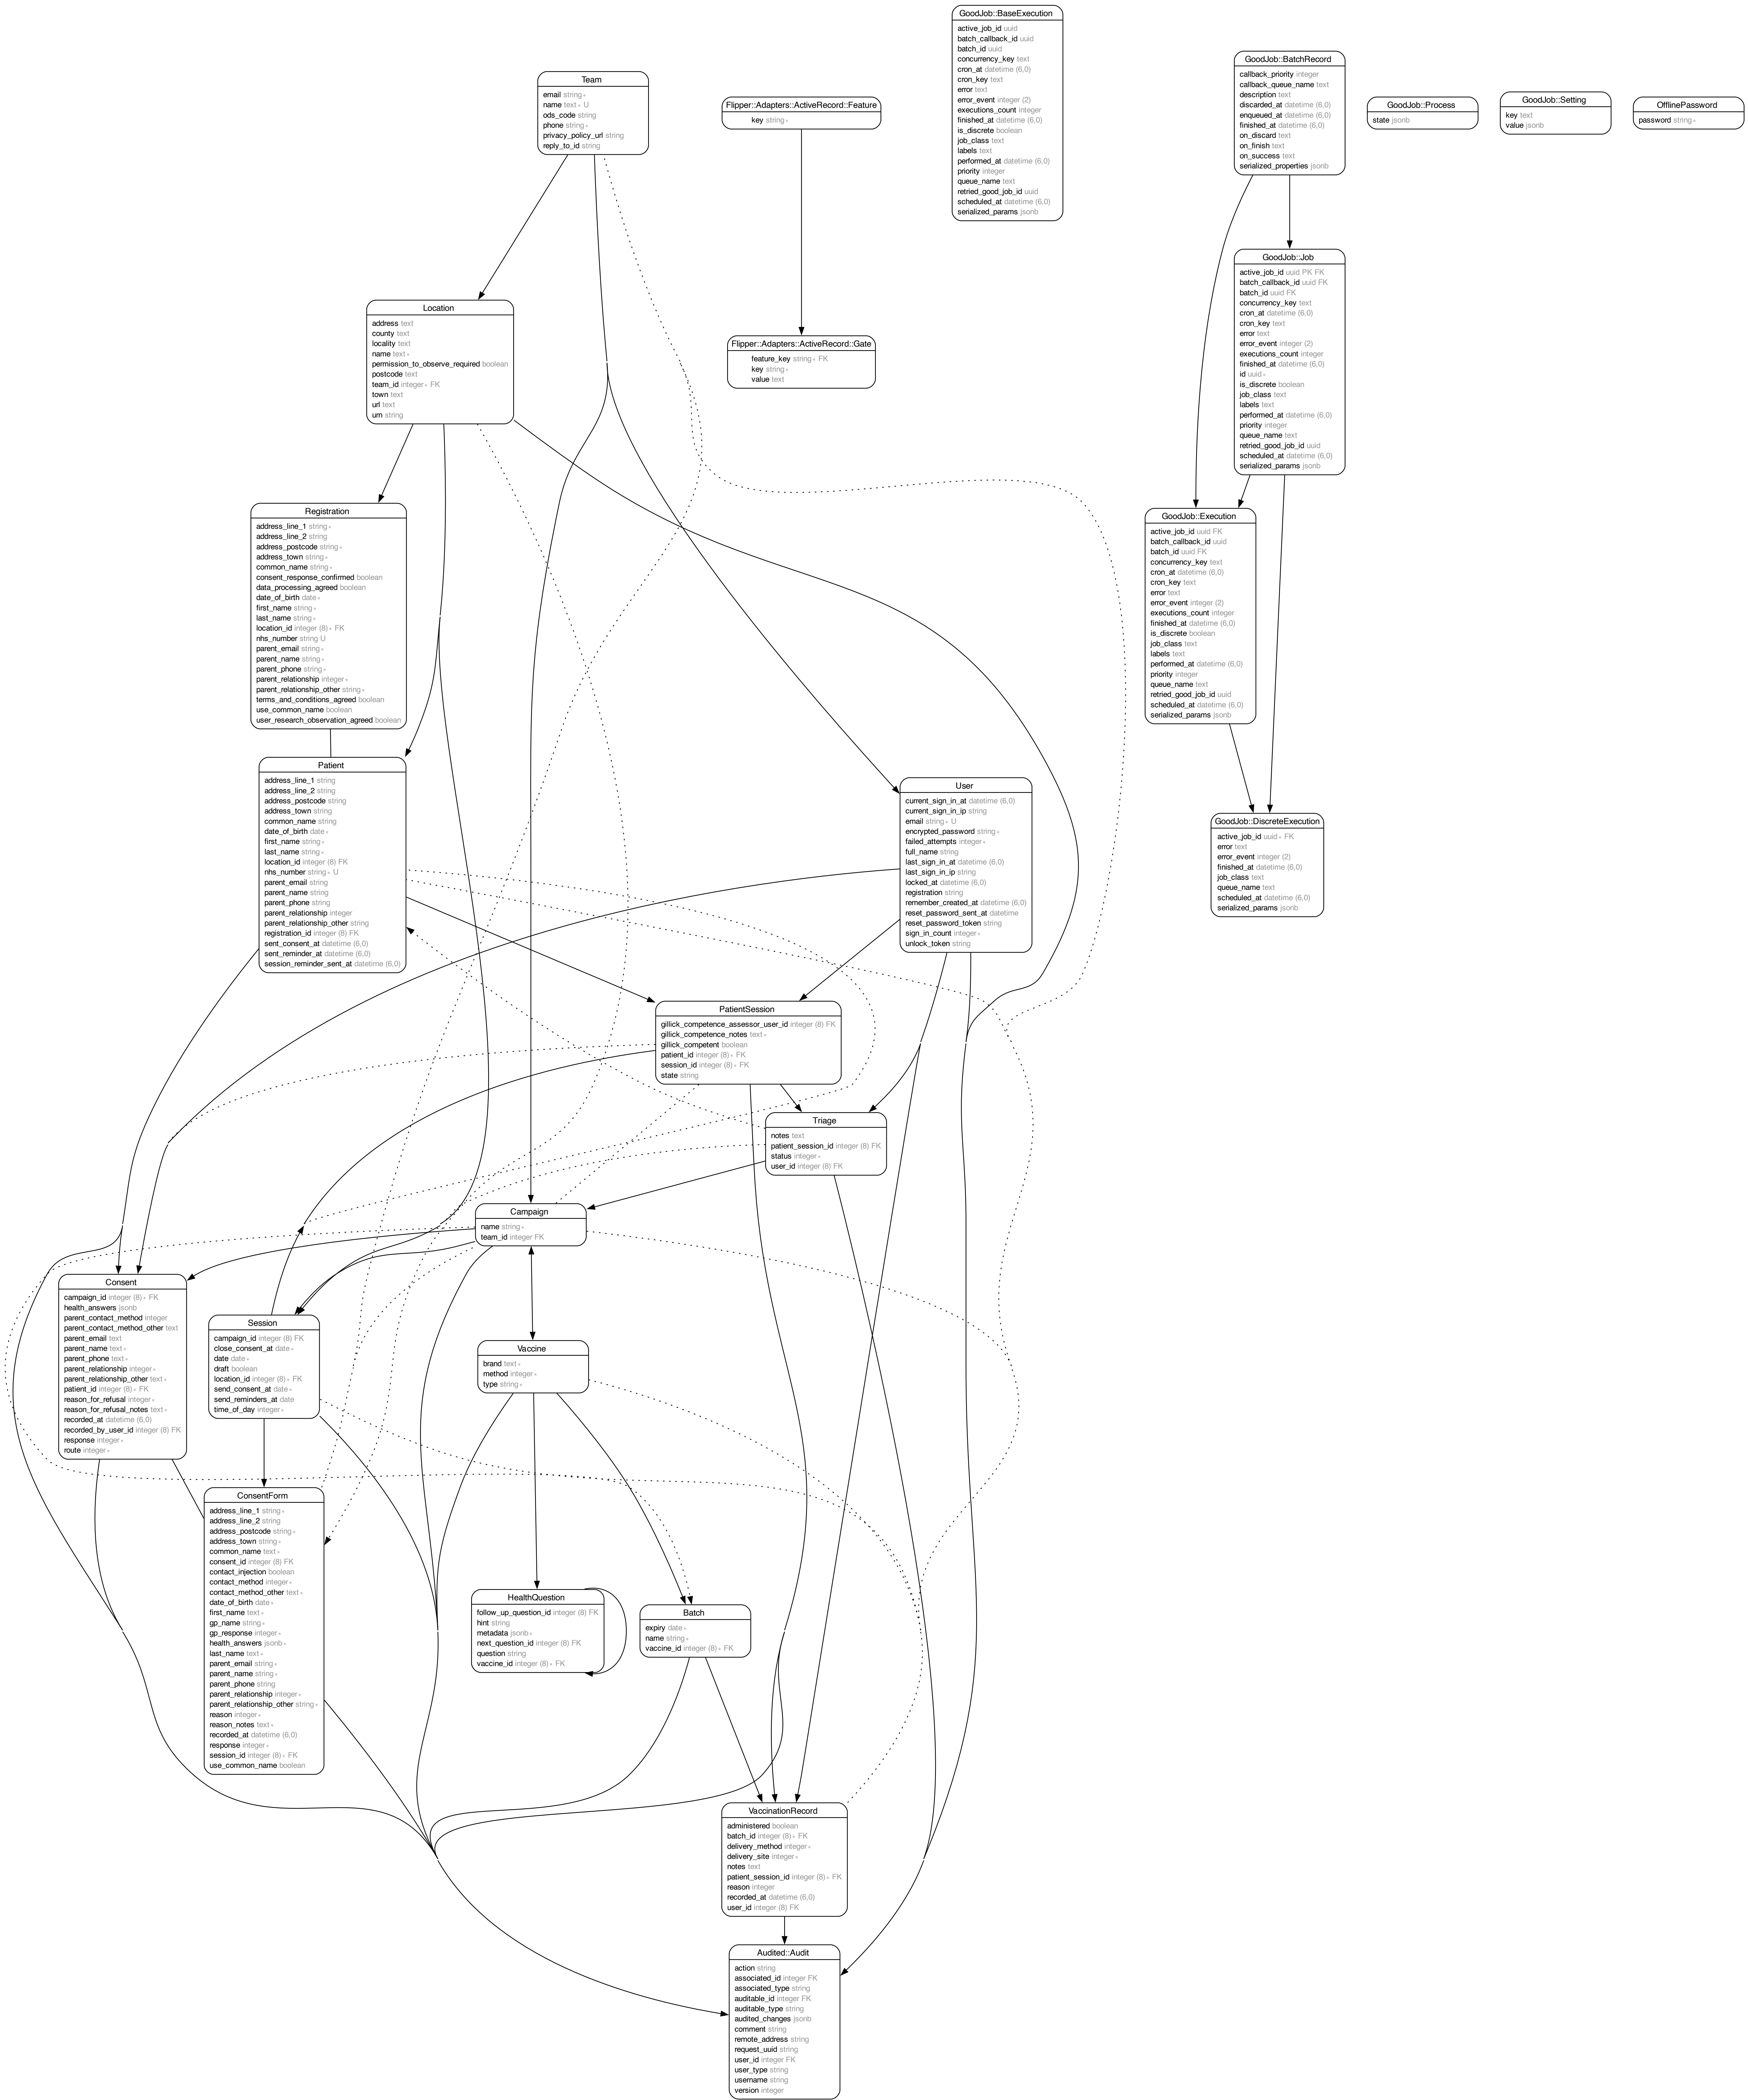 GoodJob::BaseExecution
active_job_id uuid
batch_callback_id uuid
batch_id uuid
concurrency_key text
cron_at datetime (6,0)
cron_key text
error text
error_event integer (2)
executions_count integer
finished_at datetime (6,0)
is_discrete boolean
job_class text
labels text
performed_at datetime (6,0)
priority integer
queue_name text
retried_good_job_id uuid
scheduled_at datetime (6,0)
serialized_params jsonb
GoodJob::BatchRecord
callback_priority integer
callback_queue_name text
description text
discarded_at datetime (6,0)
enqueued_at datetime (6,0)
finished_at datetime (6,0)
on_discard text
on_finish text
on_success text
serialized_properties jsonb
Team
email string ∗
name text ∗ U
ods_code string
phone string ∗
privacy_policy_url string
reply_to_id string
Flipper::Adapters::ActiveRecord::Feature
key string ∗
GoodJob::Process
state jsonb
GoodJob::Setting
key text
value jsonb
OfflinePassword
password string ∗
GoodJob::Job
active_job_id uuid PK FK
batch_callback_id uuid FK
batch_id uuid FK
concurrency_key text
cron_at datetime (6,0)
cron_key text
error text
error_event integer (2)
executions_count integer
finished_at datetime (6,0)
id uuid ∗
is_discrete boolean
job_class text
labels text
performed_at datetime (6,0)
priority integer
queue_name text
retried_good_job_id uuid
scheduled_at datetime (6,0)
serialized_params jsonb
Location
address text
county text
locality text
name text ∗
permission_to_observe_required boolean
postcode text
team_id integer ∗ FK
town text
url text
urn string
Flipper::Adapters::ActiveRecord::Gate
feature_key string ∗ FK
key string ∗
value text
Registration
address_line_1 string ∗
address_line_2 string
address_postcode string ∗
address_town string ∗
common_name string ∗
consent_response_confirmed boolean
data_processing_agreed boolean
date_of_birth date ∗
first_name string ∗
last_name string ∗
location_id integer (8) ∗ FK
nhs_number string U
parent_email string ∗
parent_name string ∗
parent_phone string ∗
parent_relationship integer ∗
parent_relationship_other string ∗
terms_and_conditions_agreed boolean
use_common_name boolean
user_research_observation_agreed boolean
GoodJob::Execution
active_job_id uuid FK
batch_callback_id uuid
batch_id uuid FK
concurrency_key text
cron_at datetime (6,0)
cron_key text
error text
error_event integer (2)
executions_count integer
finished_at datetime (6,0)
is_discrete boolean
job_class text
labels text
performed_at datetime (6,0)
priority integer
queue_name text
retried_good_job_id uuid
scheduled_at datetime (6,0)
serialized_params jsonb
Patient
address_line_1 string
address_line_2 string
address_postcode string
address_town string
common_name string
date_of_birth date ∗
first_name string ∗
last_name string ∗
location_id integer (8) FK
nhs_number string ∗ U
parent_email string
parent_name string
parent_phone string
parent_relationship integer
parent_relationship_other string
registration_id integer (8) FK
sent_consent_at datetime (6,0)
sent_reminder_at datetime (6,0)
session_reminder_sent_at datetime (6,0)
User
current_sign_in_at datetime (6,0)
current_sign_in_ip string
email string ∗ U
encrypted_password string ∗
failed_attempts integer ∗
full_name string
last_sign_in_at datetime (6,0)
last_sign_in_ip string
locked_at datetime (6,0)
registration string
remember_created_at datetime (6,0)
reset_password_sent_at datetime
reset_password_token string
sign_in_count integer ∗
unlock_token string
GoodJob::DiscreteExecution
active_job_id uuid ∗ FK
error text
error_event integer (2)
finished_at datetime (6,0)
job_class text
queue_name text
scheduled_at datetime (6,0)
serialized_params jsonb
PatientSession
gillick_competence_assessor_user_id integer (8) FK
gillick_competence_notes text ∗
gillick_competent boolean
patient_id integer (8) ∗ FK
session_id integer (8) ∗ FK
state string
Triage
notes text
patient_session_id integer (8) FK
status integer ∗
user_id integer (8) FK
Campaign
name string ∗
team_id integer FK
Consent
campaign_id integer (8) ∗ FK
health_answers jsonb
parent_contact_method integer
parent_contact_method_other text
parent_email text
parent_name text ∗
parent_phone text ∗
parent_relationship integer ∗
parent_relationship_other text ∗
patient_id integer (8) ∗ FK
reason_for_refusal integer ∗
reason_for_refusal_notes text ∗
recorded_at datetime (6,0)
recorded_by_user_id integer (8) FK
response integer ∗
route integer ∗
Session
campaign_id integer (8) FK
close_consent_at date ∗
date date ∗
draft boolean
location_id integer (8) ∗ FK
send_consent_at date ∗
send_reminders_at date
time_of_day integer ∗
Vaccine
brand text ∗
method integer ∗
type string ∗
ConsentForm
address_line_1 string ∗
address_line_2 string
address_postcode string ∗
address_town string ∗
common_name text ∗
consent_id integer (8) FK
contact_injection boolean
contact_method integer ∗
contact_method_other text ∗
date_of_birth date ∗
first_name text ∗
gp_name string ∗
gp_response integer ∗
health_answers jsonb ∗
last_name text ∗
parent_email string ∗
parent_name string ∗
parent_phone string
parent_relationship integer ∗
parent_relationship_other string ∗
reason integer ∗
reason_notes text ∗
recorded_at datetime (6,0)
response integer ∗
session_id integer (8) ∗ FK
use_common_name boolean
HealthQuestion
follow_up_question_id integer (8) FK
hint string
metadata jsonb ∗
next_question_id integer (8) FK
question string
vaccine_id integer (8) ∗ FK
Batch
expiry date ∗
name string ∗
vaccine_id integer (8) ∗ FK
VaccinationRecord
administered boolean
batch_id integer (8) ∗ FK
delivery_method integer ∗
delivery_site integer ∗
notes text
patient_session_id integer (8) ∗ FK
reason integer
recorded_at datetime (6,0)
user_id integer (8) FK
Audited::Audit
action string
associated_id integer FK
associated_type string
auditable_id integer FK
auditable_type string
audited_changes jsonb
comment string
remote_address string
request_uuid string
user_id integer FK
user_type string
username string
version integer